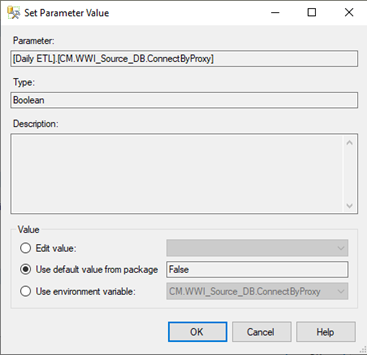 Set Parameter Value
Parameter:
[Daily ETL].[CM.WWI_Source_DB.ConnectByProxy]
Type:
Boolean
Description:
Value
Edit value:
Use default value from package False
Use environment variable: CM.WWI_Source_DB.ConnectByProxy
OK Cancel Help